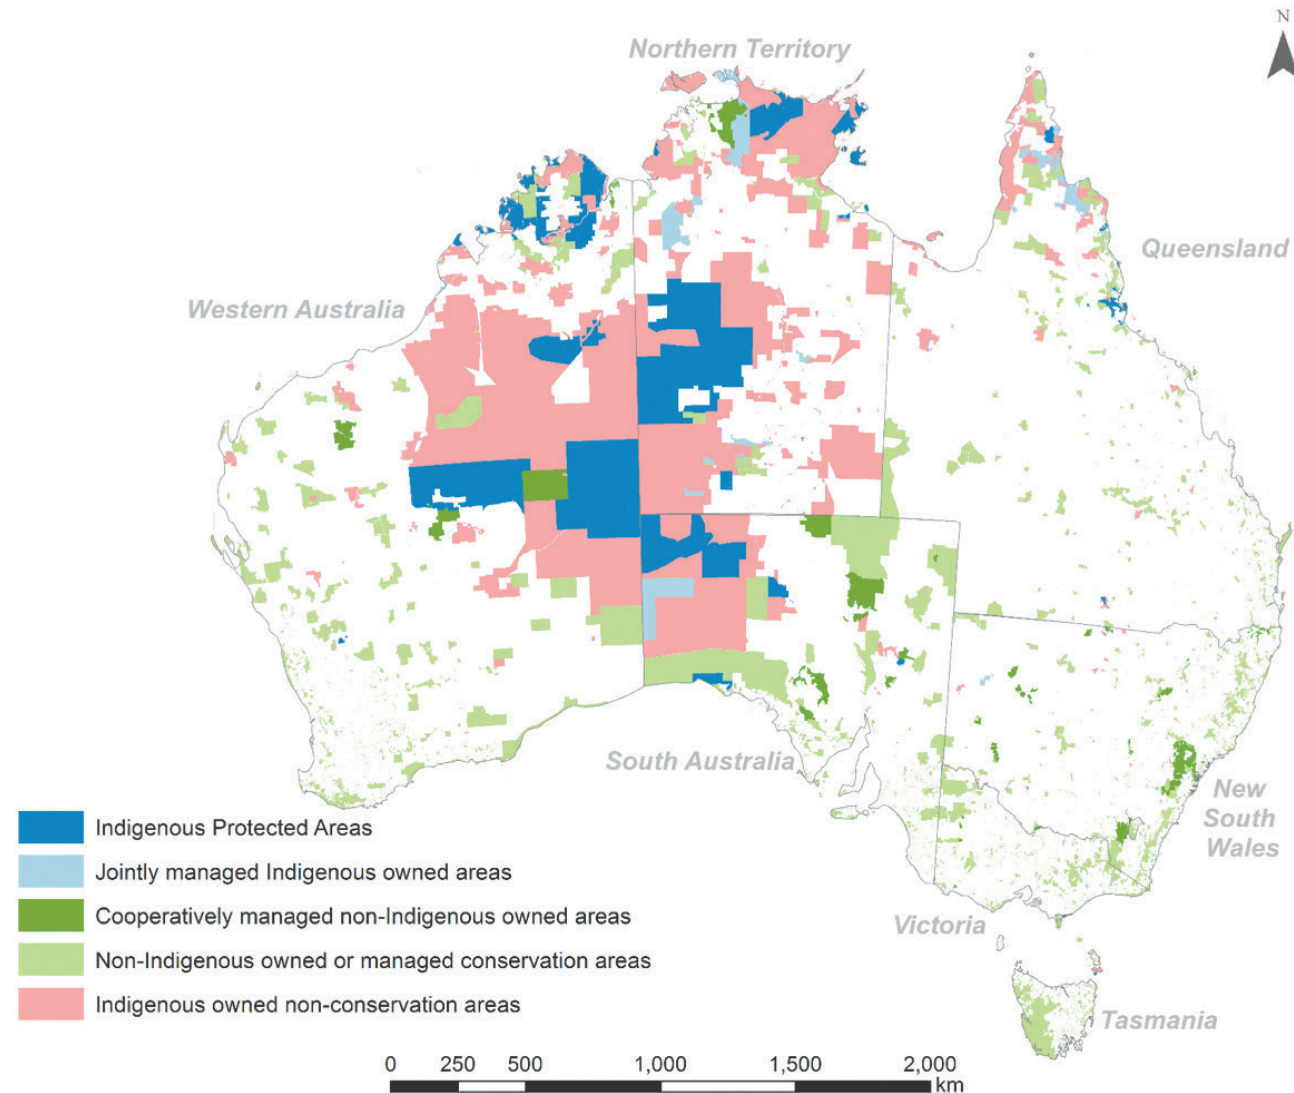 N
Northern Territory
Queensland
Western Australia
South Australia
New
South
Wales
Victoria
Tasmania
Indigenous Protected Areas
Jointly managed Indigenous owned areas
Cooperatively managed non-Indigenous owned areas
Non-Indigenous owned or managed conservation areas
Indigenous owned non-conservation areas
0 250 500 1,000 1,500 2,000
km